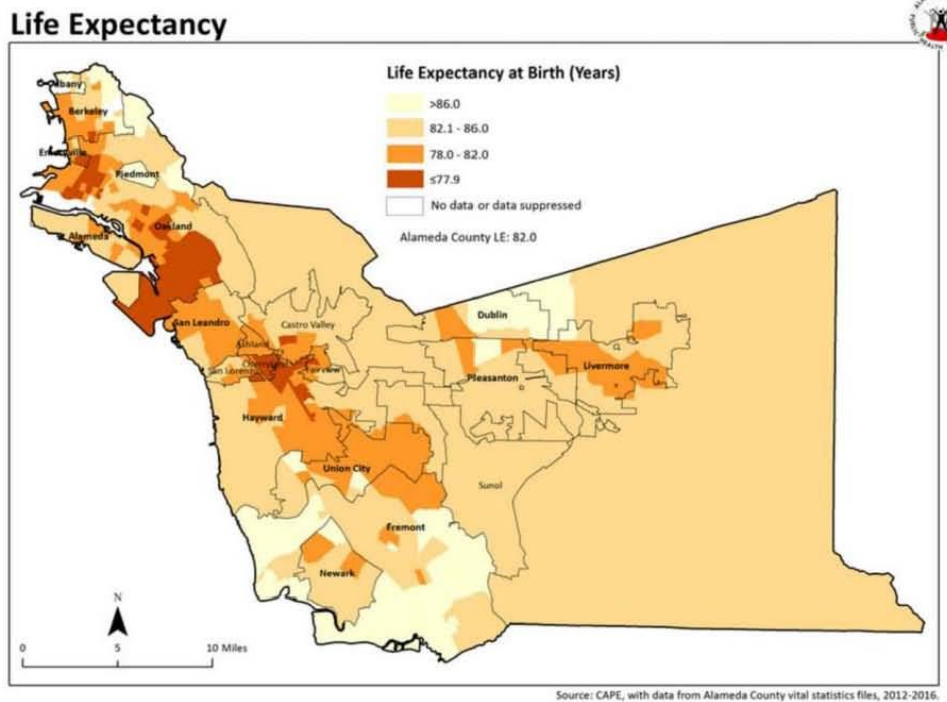 Life Expectancy
Life Expectancy at Birth (Years)
>86.0
82.1 - 86.0
78.0 - 82.0
≤77.9
No data or data suppressed
Alameda County LE: 82.0
Berkeley
Piedmont
Oakland
Alameda
San Leandro
Castro Valley
Ashland
San Lorenzo
Fairview
Hayward
Union City
Dublin
Pleasanton
Livermore
Sunol
Fremont
Newark
N
0 5 10 Miles
Source: CAPE, with data from Alameda County vital statistics files, 2012-2016.